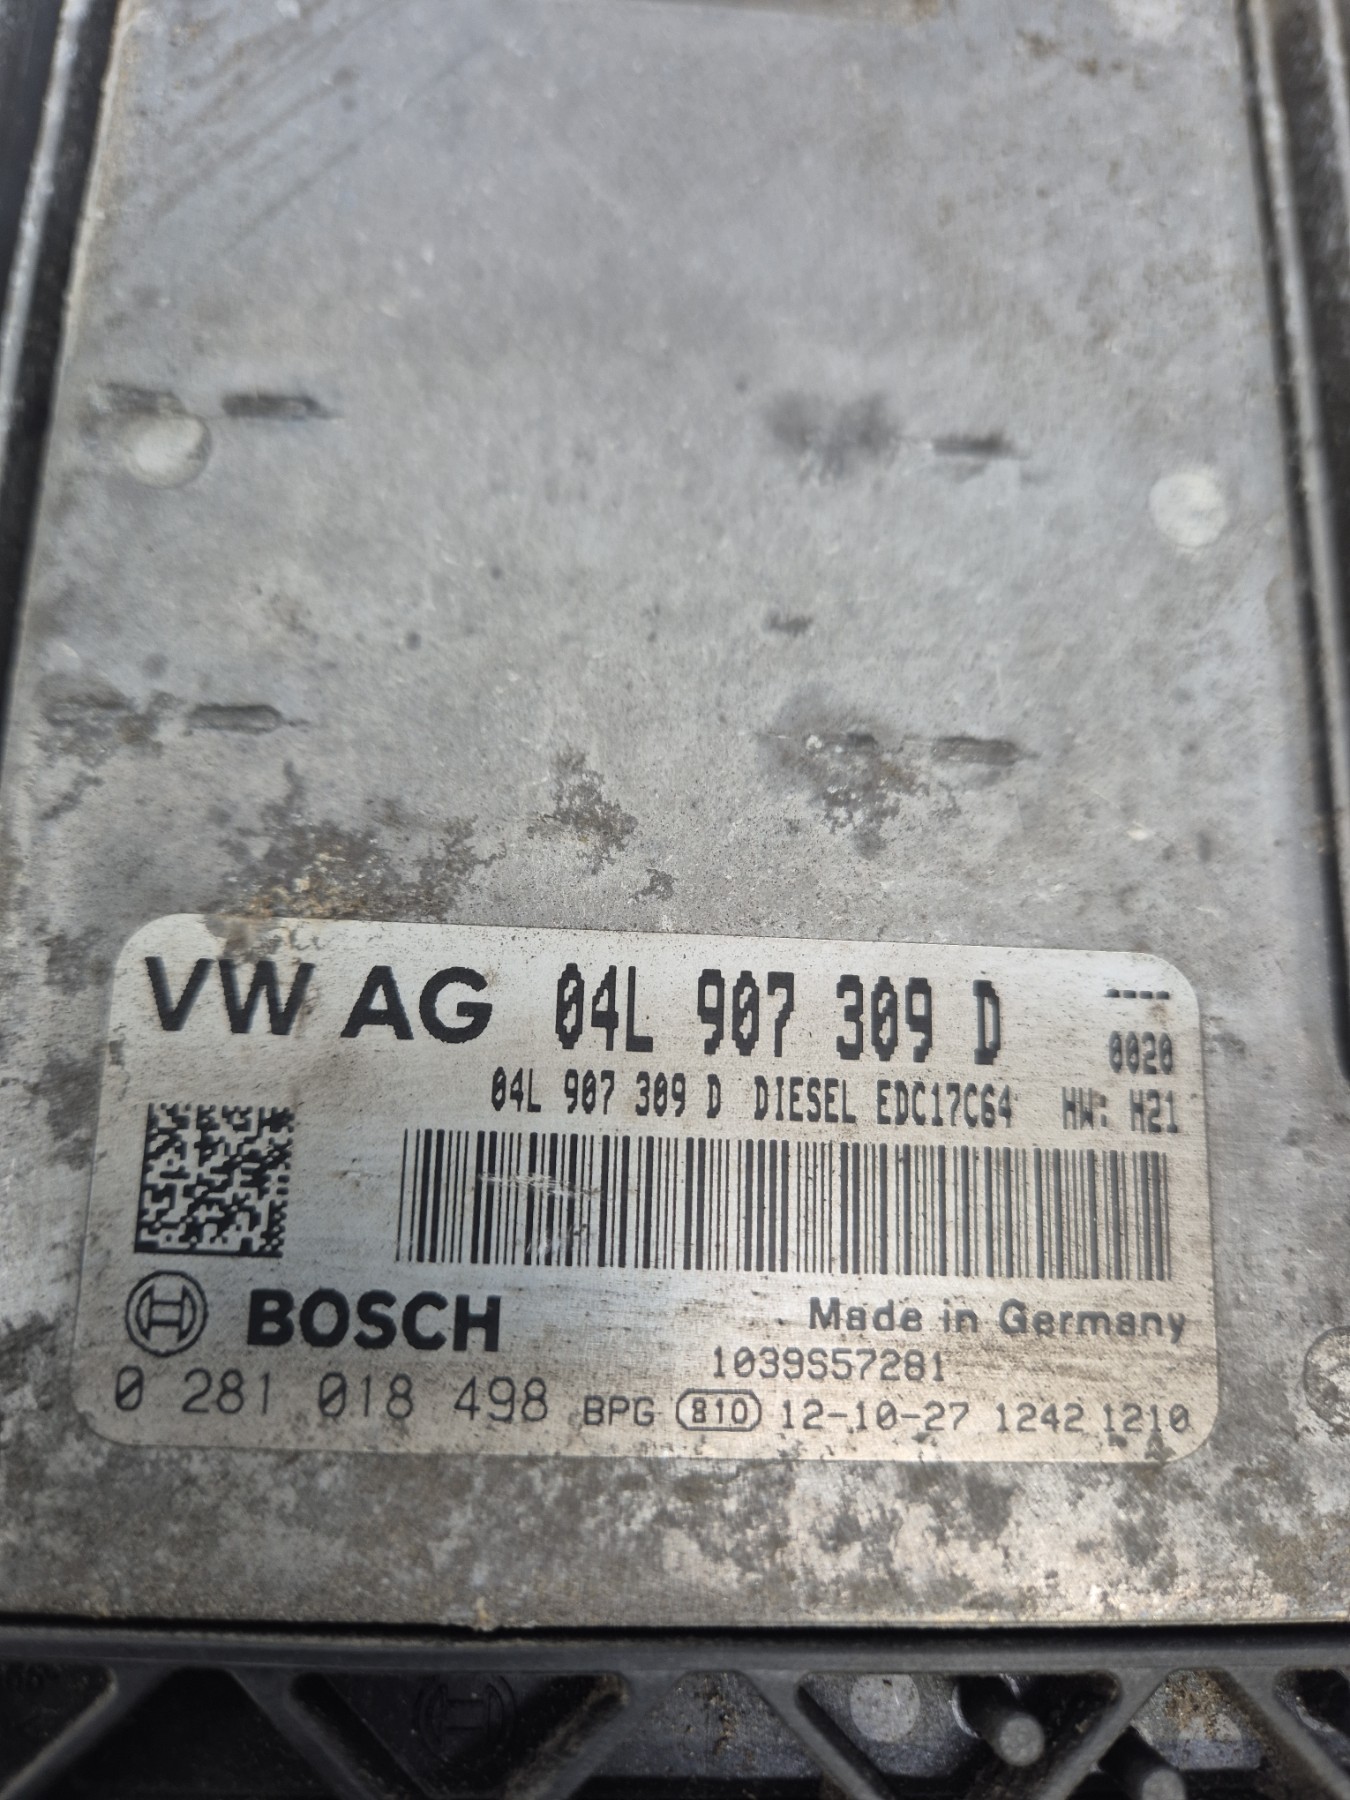 VW AG 04L 907 309 D ----
0020
04L 907 309 D DIESEL EDC17C64 HW: H21
BOSCH Made in Germany
1039S57281
0 281 018 498 BPG 810 12-10-27 1242 1210